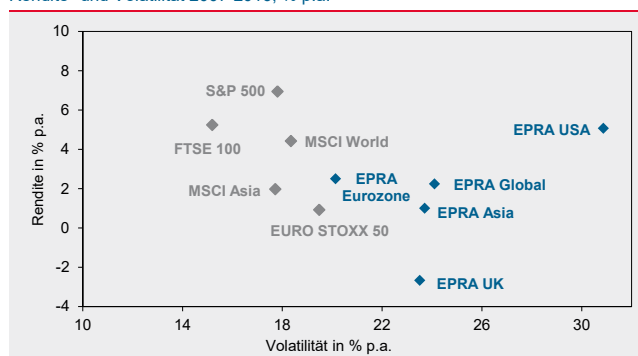 10
8
6
4
2
0
-2
-4
10
14
18
22
26
30
Rendite in % p.a.
Volatilität in % p.a.
S&P 500
FTSE 100
MSCI World
EPRA USA
MSCI Asia
EPRA
Eurozone
EPRA Global
EPRA Asia
EURO STOXX 50
EPRA UK